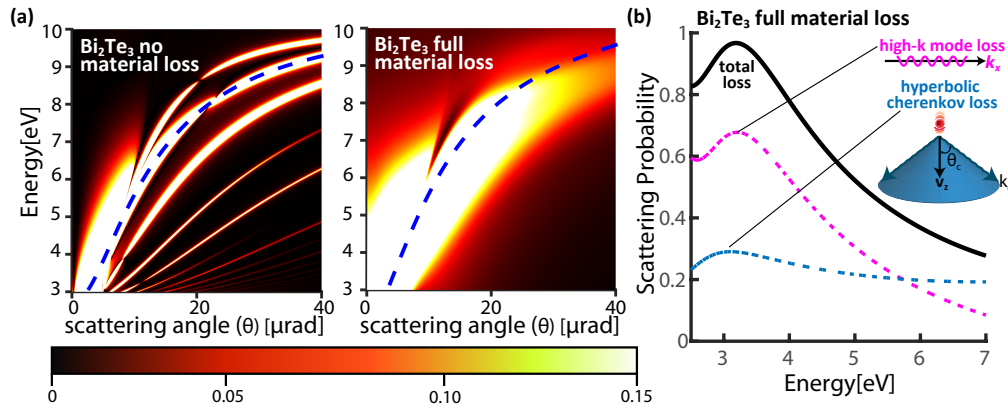 (a)
Bi₂Te₃ no
material loss
Bi₂Te₃ full
material loss
Energy[eV]
10
9
8
7
6
5
4
3
0
20
40
scattering angle (θ) [μrad]
10
9
8
7
6
5
4
3
0
20
40
scattering angle (θ) [μrad]
0
0.05
0.10
0.15
(b)
Bi₂Te₃ full material loss
high-k mode loss
kₓ
total
loss
hyperbolic
cherenkov loss
θc
vz
k
Scattering Probability
1
0.8
0.6
0.4
0.2
0
3
4
5
6
7
Energy[eV]